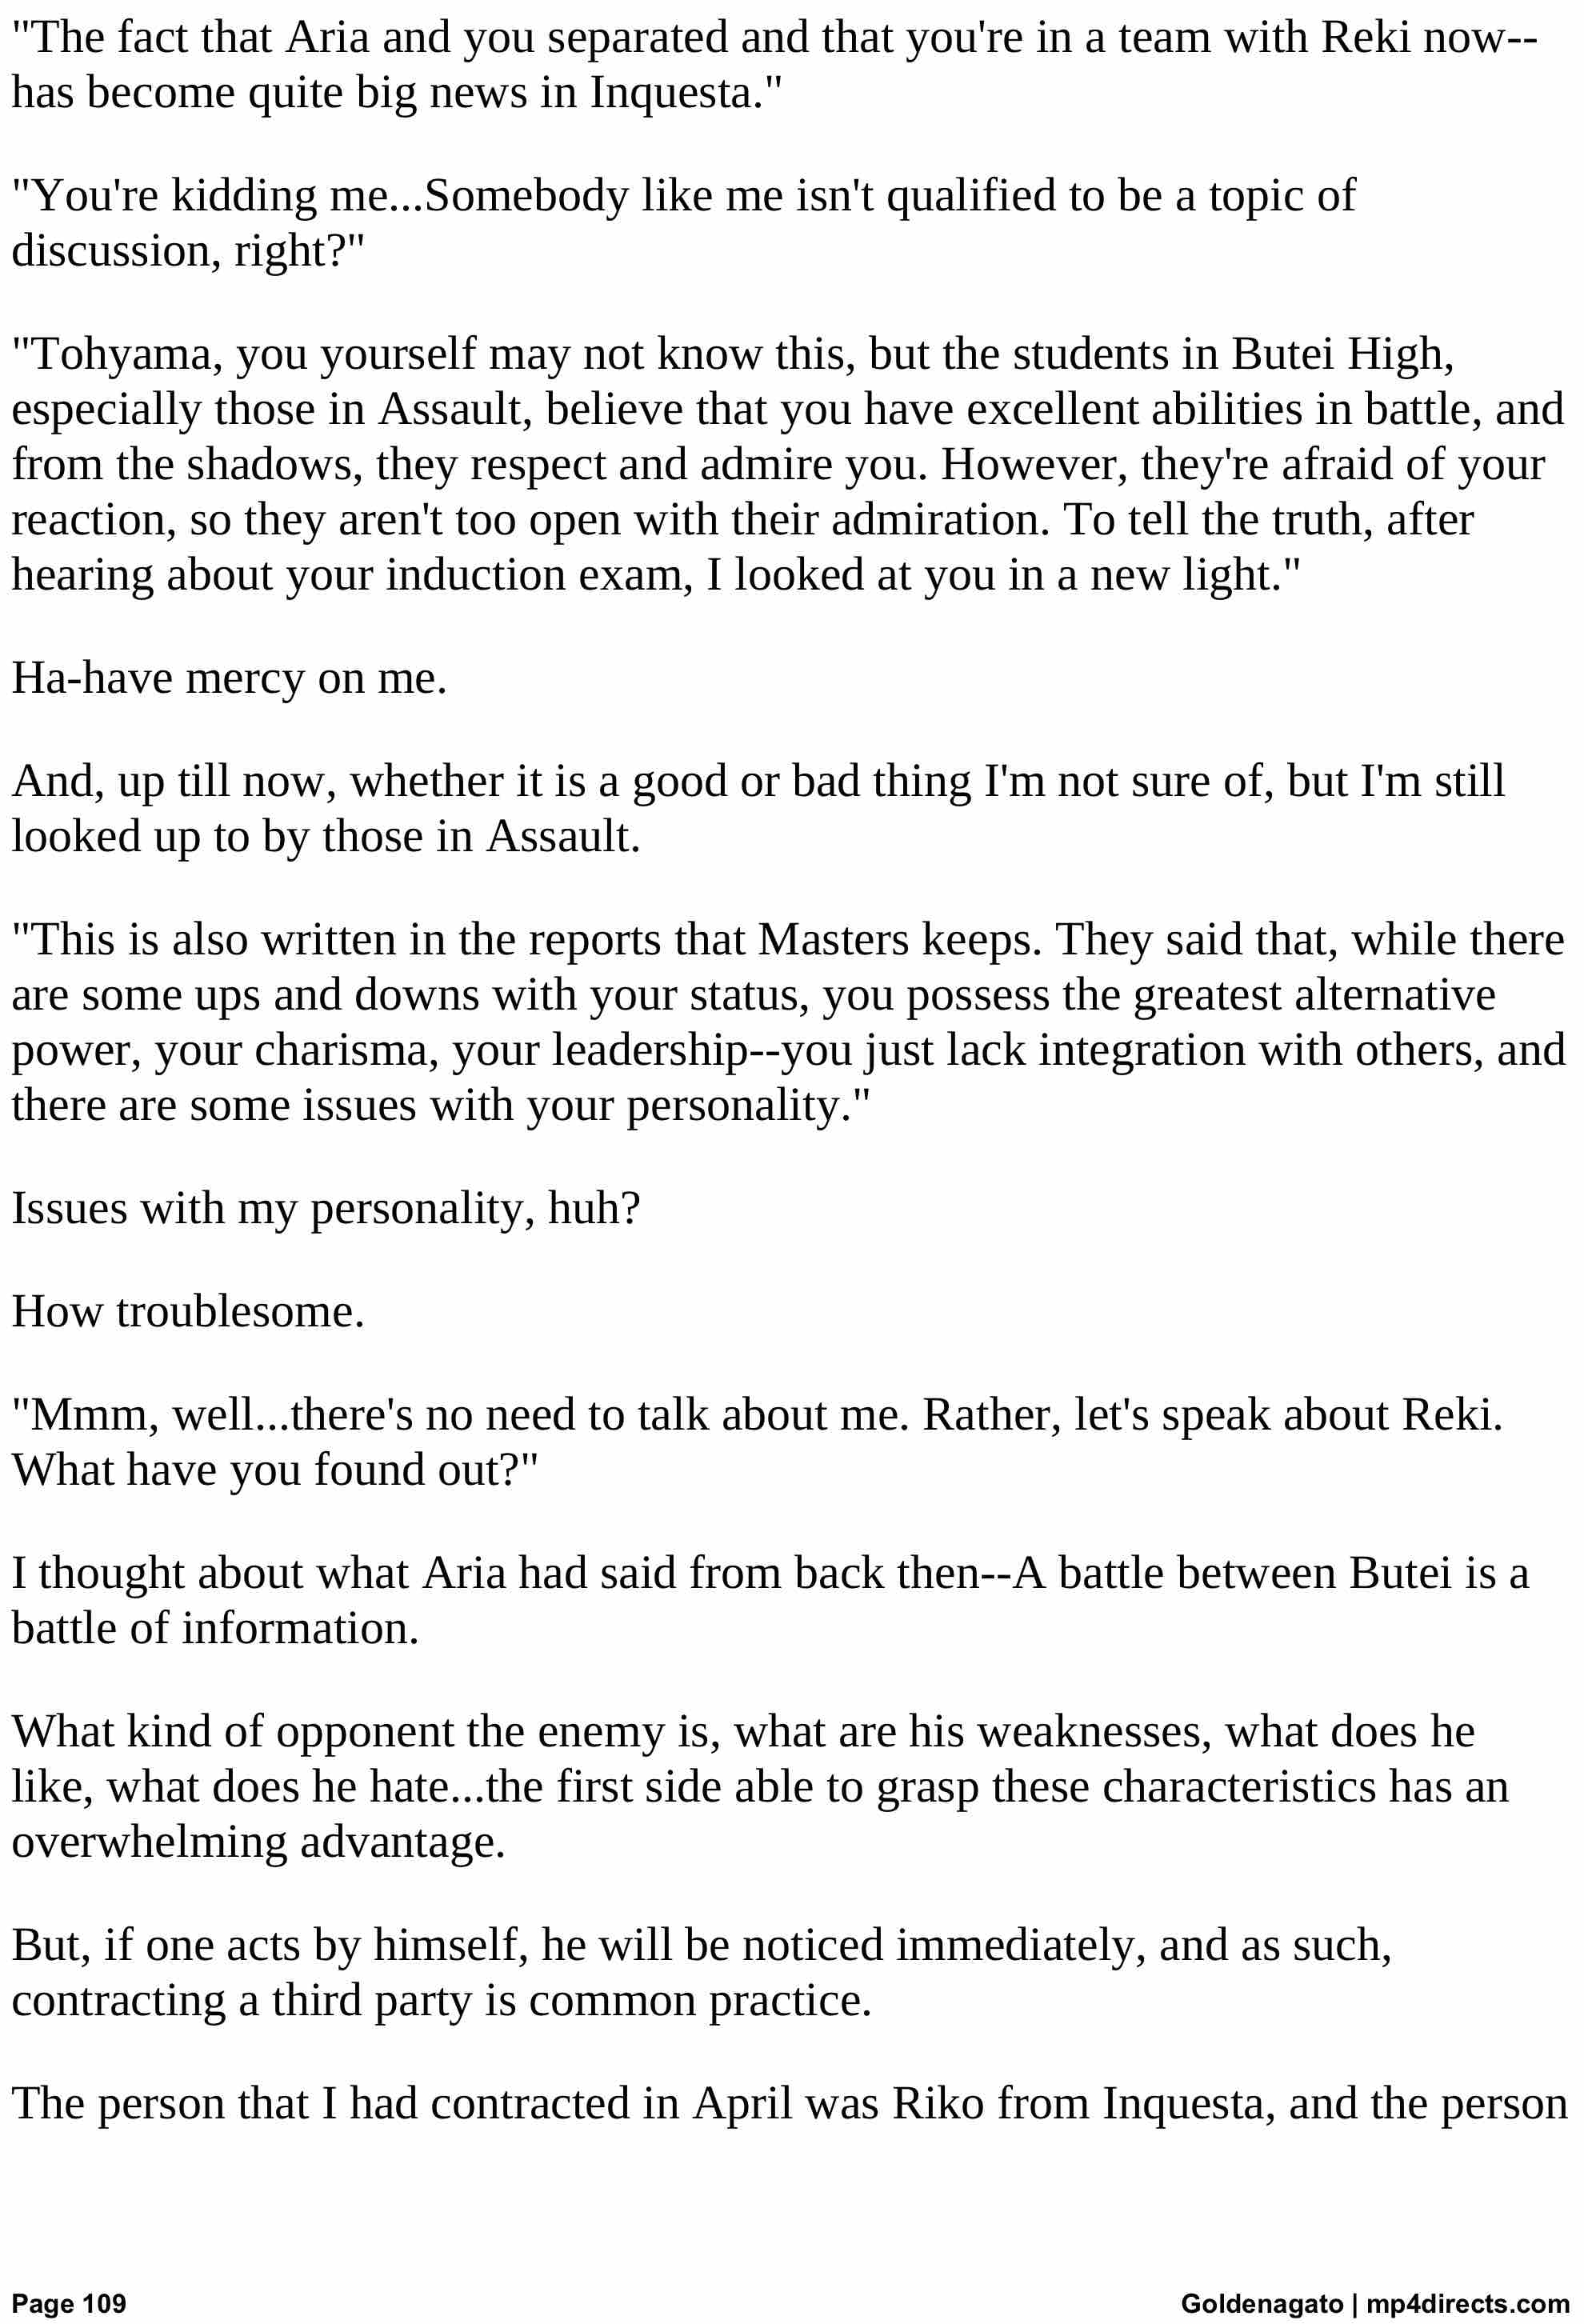 "The fact that Aria and you separated and that you're in a team with Reki now--
has become quite big news in Inquesta."
"You're kidding me...Somebody like me isn't qualified to be a topic of
discussion, right?"
"Tohyama, you yourself may not know this, but the students in Butei High,
especially those in Assault, believe that you have excellent abilities in battle, and
from the shadows, they respect and admire you. However, they're afraid of your
reaction, so they aren't too open with their admiration. To tell the truth, after
hearing about your induction exam, I looked at you in a new light."
Ha-have mercy on me.
And, up till now, whether it is a good or bad thing I'm not sure of, but I'm still
looked up to by those in Assault.
"This is also written in the reports that Masters keeps. They said that, while there
are some ups and downs with your status, you possess the greatest alternative
power, your charisma, your leadership--you just lack integration with others, and
there are some issues with your personality."
Issues with my personality, huh?
How troublesome.
"Mmm, well...there's no need to talk about me. Rather, let's speak about Reki.
What have you found out?"
I thought about what Aria had said from back then--A battle between Butei is a
battle of information.
What kind of opponent the enemy is, what are his weaknesses, what does he
like, what does he hate...the first side able to grasp these characteristics has an
overwhelming advantage.
But, if one acts by himself, he will be noticed immediately, and as such,
contracting a third party is common practice.
The person that I had contracted in April was Riko from Inquesta, and the person
Page 109
Goldenagato | mp4directs.com